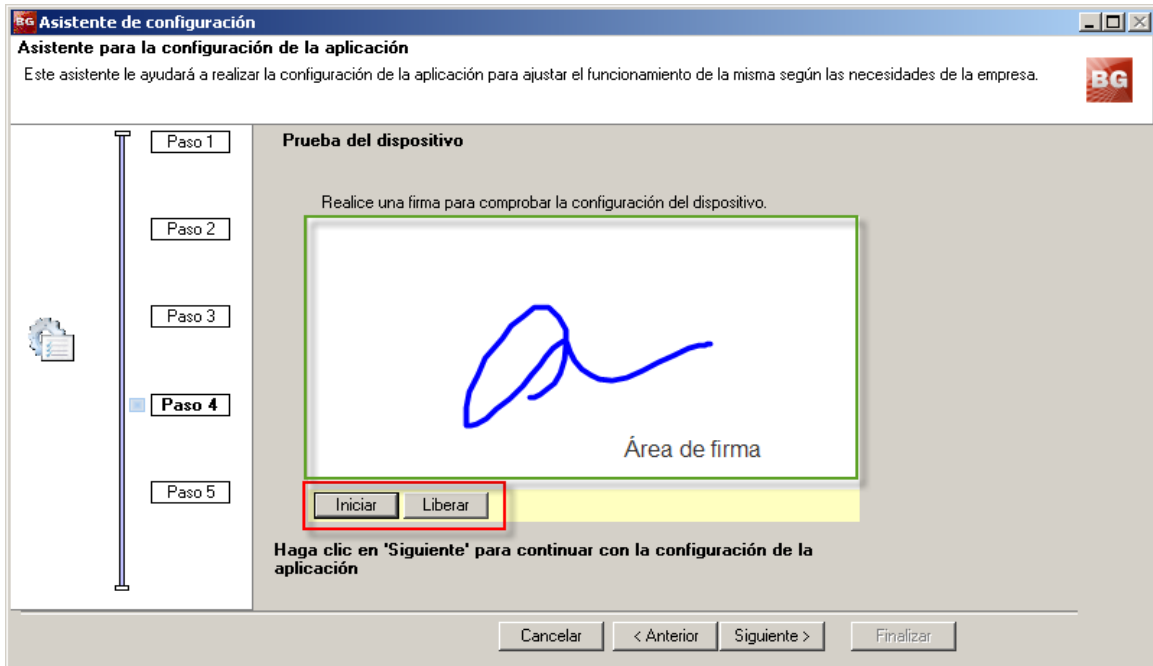 BG Asistente de configuración
Asistente para la configuración de la aplicación
Este asistente le ayudará a realizar la configuración de la aplicación para ajustar el funcionamiento de la misma según las necesidades de la empresa.
BG
Paso 1
Paso 2
Paso 3
Paso 4
Paso 5
Prueba del dispositivo
Realice una firma para comprobar la configuración del dispositivo.
Área de firma
Iniciar Liberar
Haga clic en 'Siguiente' para continuar con la configuración de la
aplicación
Cancelar < Anterior Siguiente > Finalizar